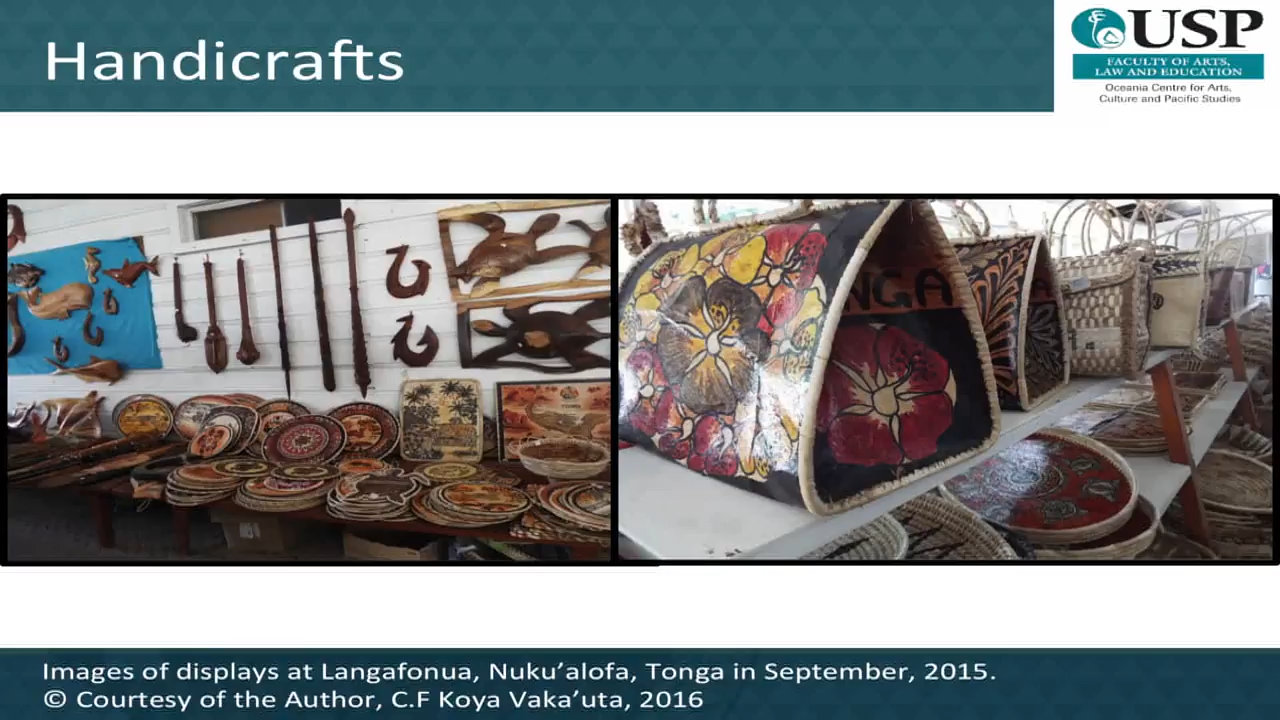 Handicrafts
USP
FACULTY OF ARTS,
LAW AND EDUCATION
Oceania Centre for Arts,
Culture and Pacific Studies
NGA
Images of displays at Langafonua, Nuku’alofa, Tonga in September, 2015.
© Courtesy of the Author, C.F Koya Vaka’uta, 2016